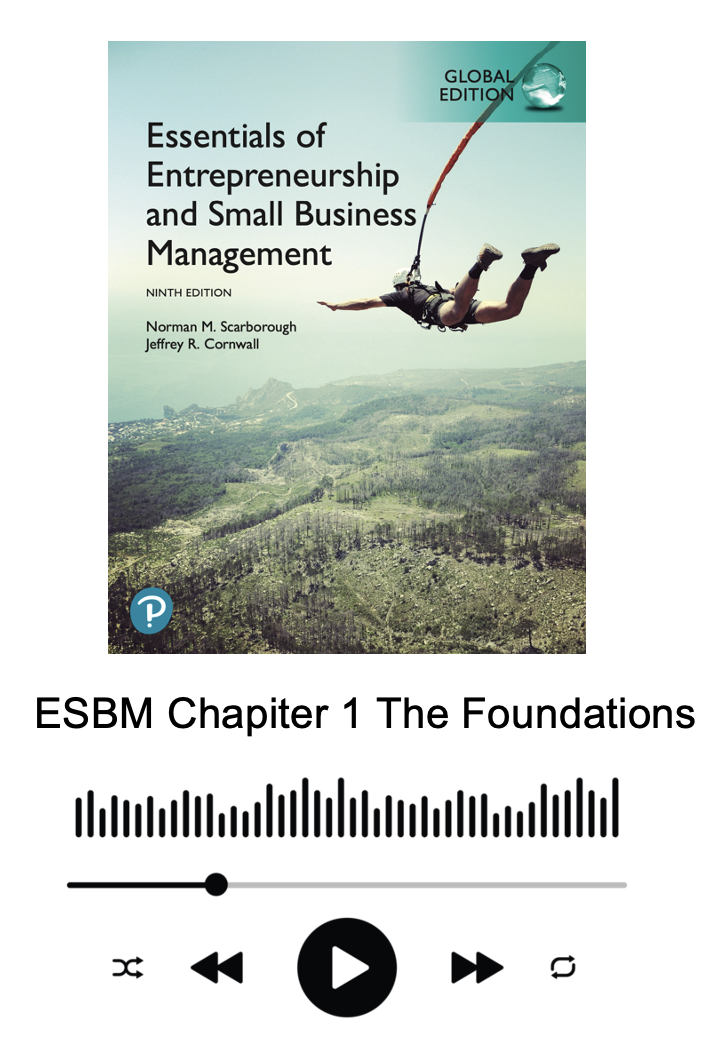 GLOBAL
EDITION
Essentials of
Entrepreneurship
and Small Business
Management
NINTH EDITION
Norman M. Scarborough
Jeffrey R. Cornwall
P
ESBM Chapiter 1 The Foundations